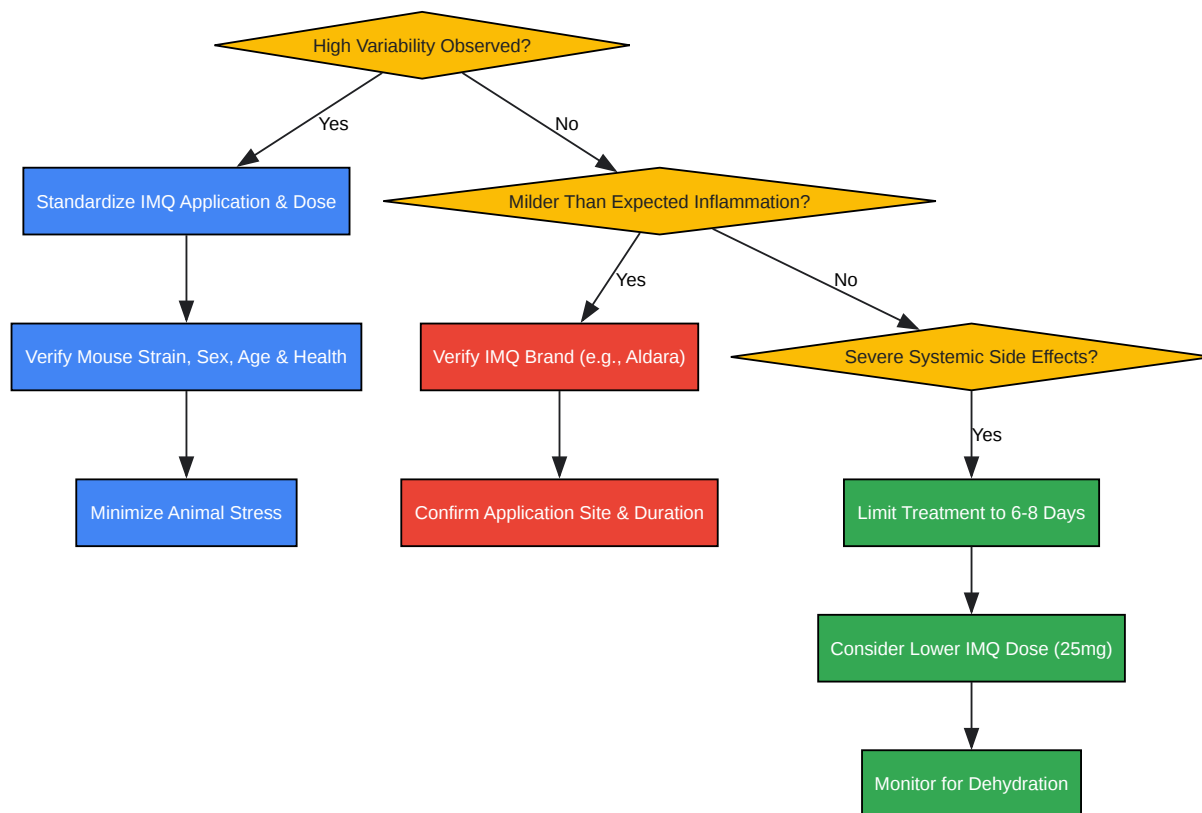 High Variability Observed?
Yes
No
Standardize IMQ Application & Dose
Milder Than Expected Inflammation?
Yes
No
Verify Mouse Strain, Sex, Age & Health
Verify IMQ Brand (e.g., Aldara)
Severe Systemic Side Effects?
Yes
Minimize Animal Stress
Confirm Application Site & Duration
Limit Treatment to 6-8 Days
Consider Lower IMQ Dose (25mg)
Monitor for Dehydration